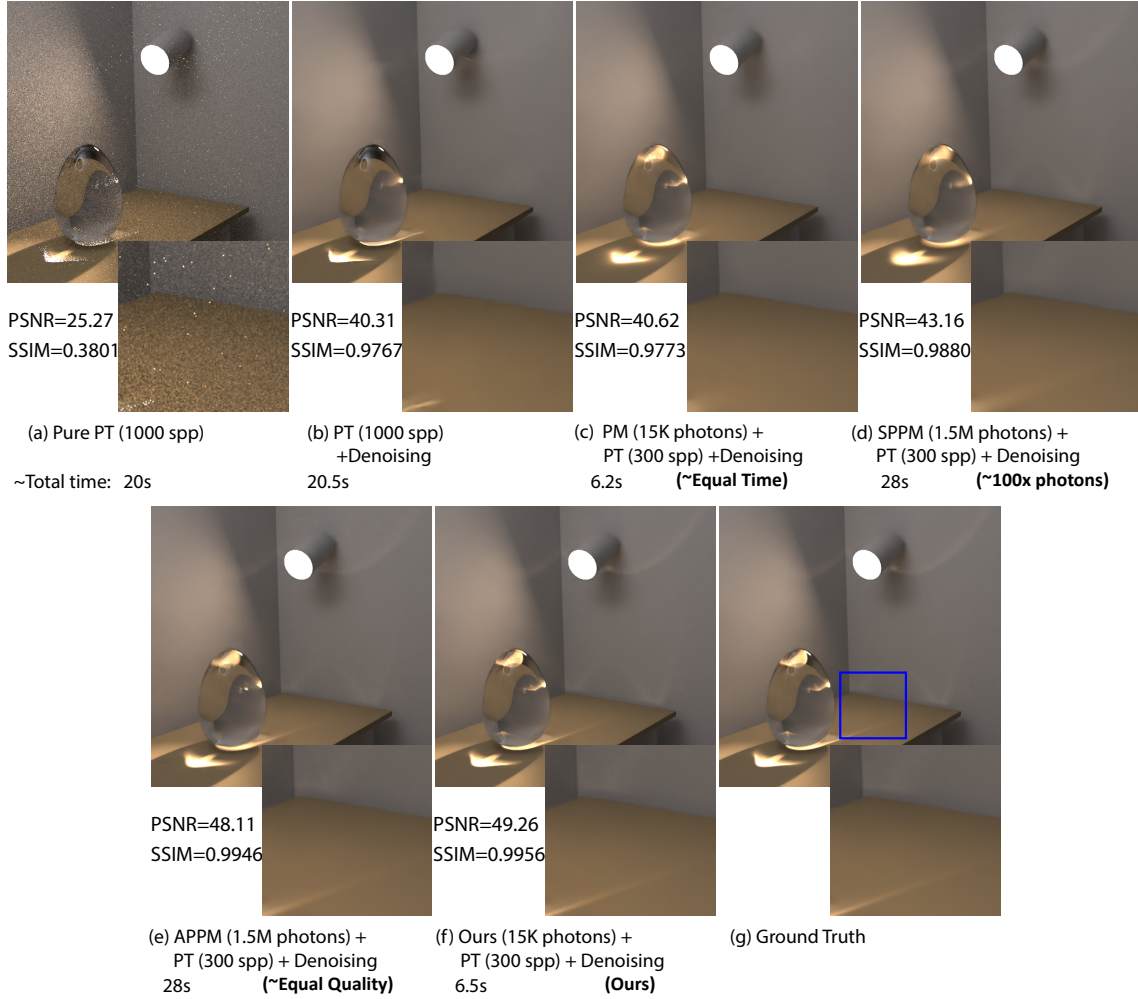 PSNR=25.27
SSIM=0.3801
PSNR=40.31
SSIM=0.9767
PSNR=40.62
SSIM=0.9773
PSNR=43.16
SSIM=0.9880
(a) Pure PT (1000 spp)
(b) PT (1000 spp)
+Denoising
(c) PM (15K photons) +
PT (300 spp) +Denoising
(d) SPPM (1.5M photons) +
PT (300 spp) + Denoising
~Total time: 20s
20.5s
6.2s (~Equal Time)
28s (~100x photons)
PSNR=48.11
SSIM=0.9946
PSNR=49.26
SSIM=0.9956
(e) APPM (1.5M photons) +
PT (300 spp) + Denoising
28s (~Equal Quality)
(f) Ours (15K photons) +
PT (300 spp) + Denoising
6.5s (Ours)
(g) Ground Truth